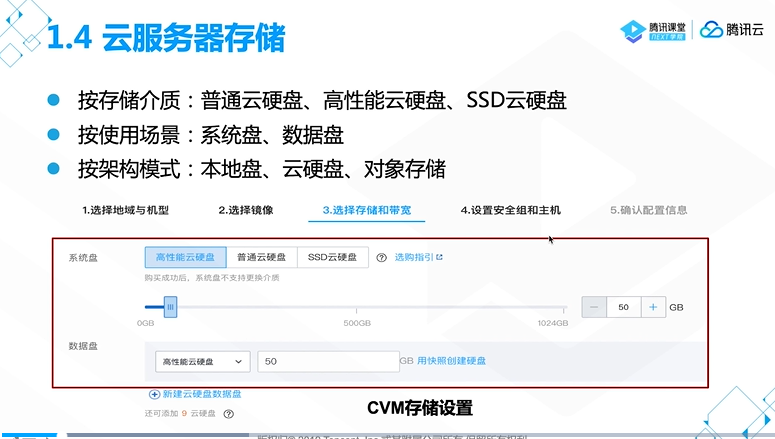 1.4 云服务器存储
腾讯课堂
NEXT学院
腾讯云
按存储介质：普通云硬盘、高性能云硬盘、SSD云硬盘
按使用场景：系统盘、数据盘
按架构模式：本地盘、云硬盘、对象存储
1.选择地域与机型 2.选择镜像 3.选择存储和带宽 4.设置安全组和主机 5.确认配置信息
系统盘 高性能云硬盘 普通云硬盘 SSD云硬盘 ? 选购指引
购买成功后，系统盘不支持更换介质
− 50 + GB
0GB 500GB 1024GB
数据盘
高性能云硬盘 50 GB 用快照创建硬盘
新建云硬盘数据盘
还可添加 9 云硬盘 ?
CVM存储设置